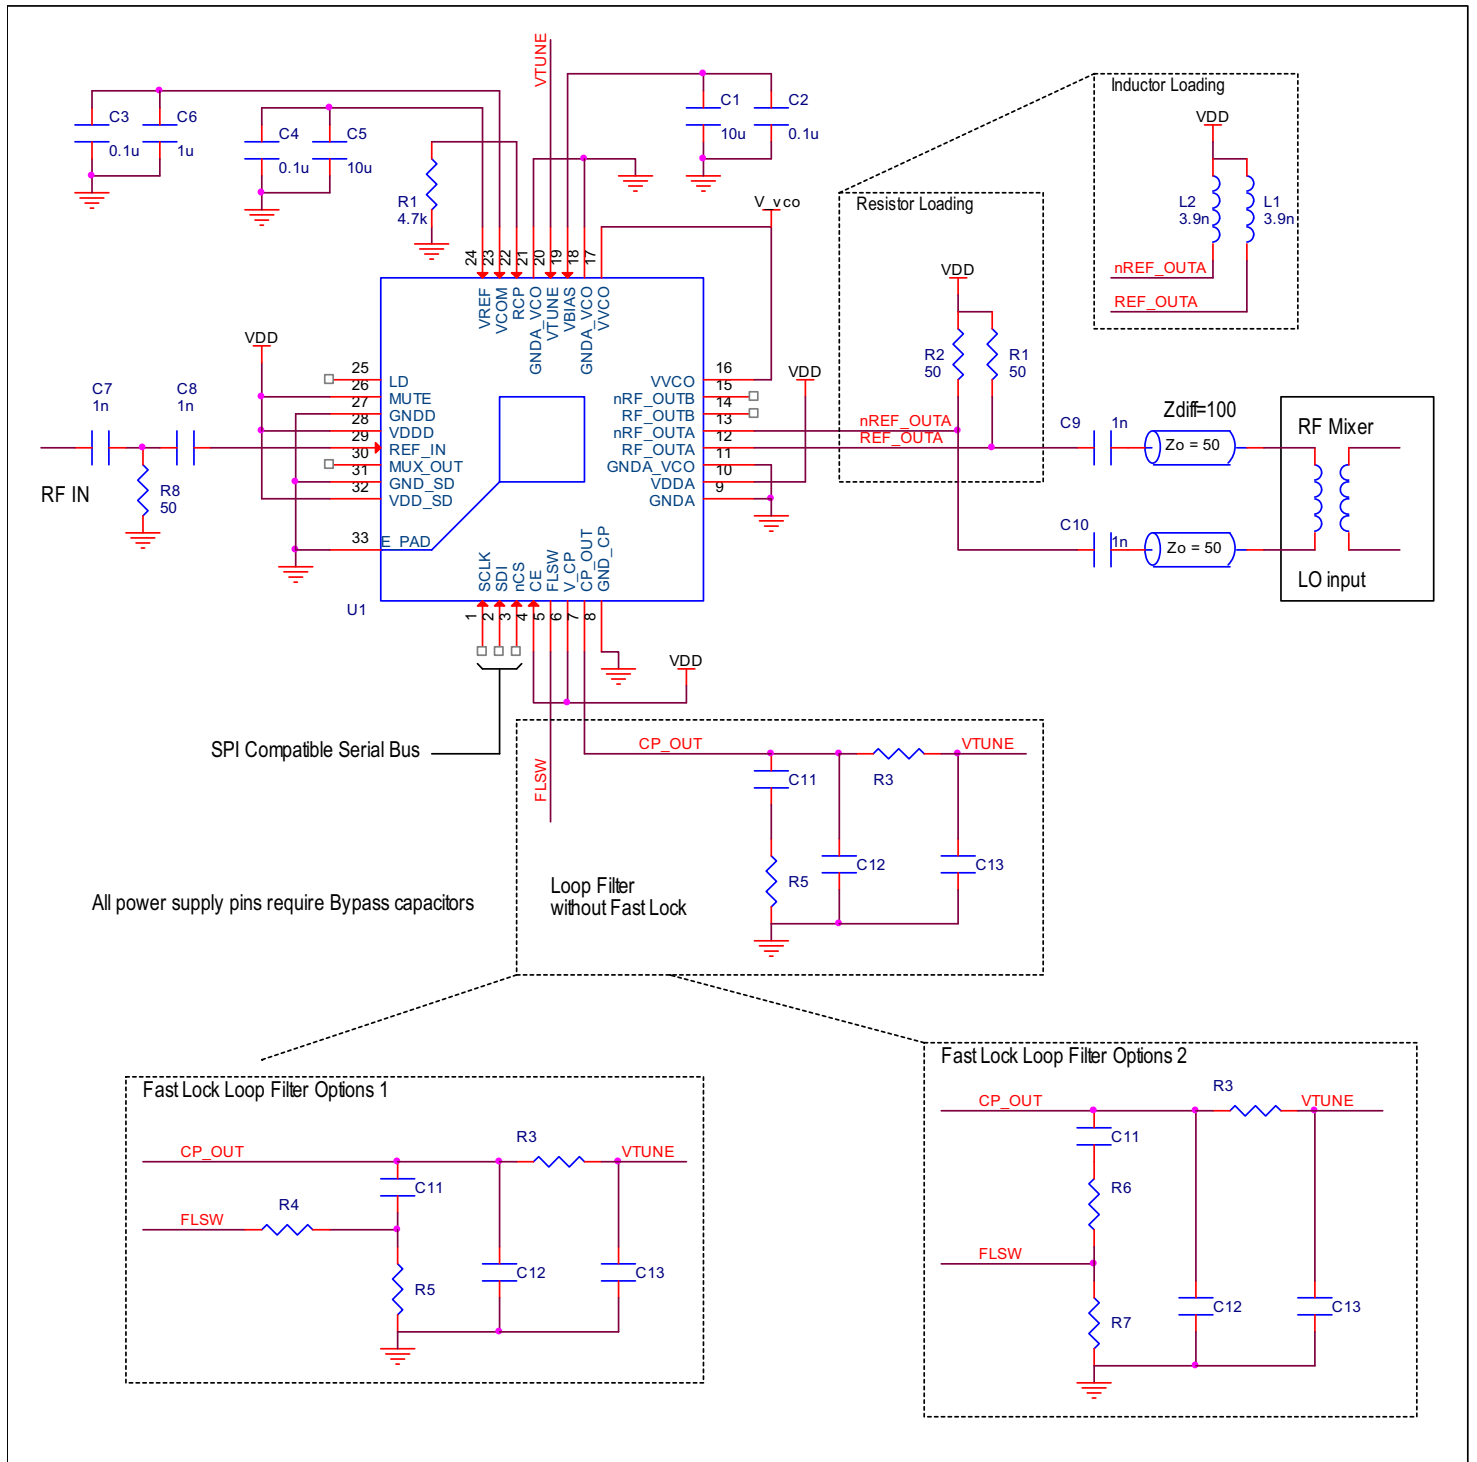 VTUNE
C3
0.1u
C6
1u
C4
0.1u
C5
10u
R1
4.7k
C1
10u
C2
0.1u
V_vco
Inductor Loading
VDD
L2
3.9n
L1
3.9n
nREF_OUTA
REF_OUTA
Resistor Loading
VDD
R2
50
R1
50
24
23
22
21
20
19
18
17
VREF
VCOM
RCP
GNDA_VCO
VTUNE
VBIAS
GNDA_VCO
VVCO
VDD
25
26
27
28
29
30
31
32
33
LD
MUTE
GNDD
VDDD
REF_IN
MUX_OUT
GND_SD
VDD_SD
E_PAD
C7
1n
C8
1n
RF IN
R8
50
VVCO
nRF_OUTB
RF_OUTB
nRF_OUTA
RF_OUTA
GNDA_VCO
VDDA
GNDA
16
15
14
13
12
11
10
9
VDD
nREF_OUTA
REF_OUTA
C9
1n
Zdiff=100
Zo = 50
C10
1n
Zo = 50
RF Mixer
LO input
U1
SCLK
SDI
nCS
CE
FLSW
V_CP
CP_OUT
GND_CP
1
2
3
4
5
6
7
8
VDD
SPI Compatible Serial Bus
FLSW
CP_OUT
VTUNE
C11
R3
R5
C12
C13
Loop Filter
without Fast Lock
All power supply pins require Bypass capacitors
Fast Lock Loop Filter Options 1
CP_OUT
R3
VTUNE
C11
FLSW
R4
R5
C12
C13
Fast Lock Loop Filter Options 2
CP_OUT
R3
VTUNE
C11
R6
FLSW
R7
C12
C13